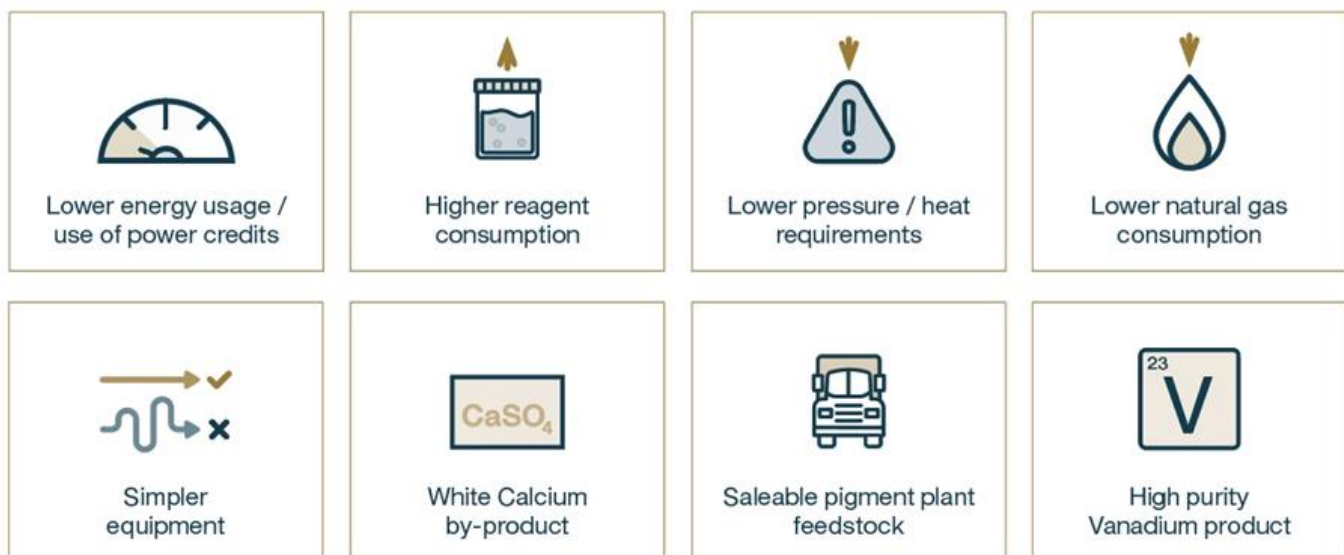 Lower energy usage /
use of power credits
Higher reagent
consumption
Lower pressure / heat
requirements
Lower natural gas
consumption
CaSO₄
23
V
Simpler
equipment
White Calcium
by-product
Saleable pigment plant
feedstock
High purity
Vanadium product